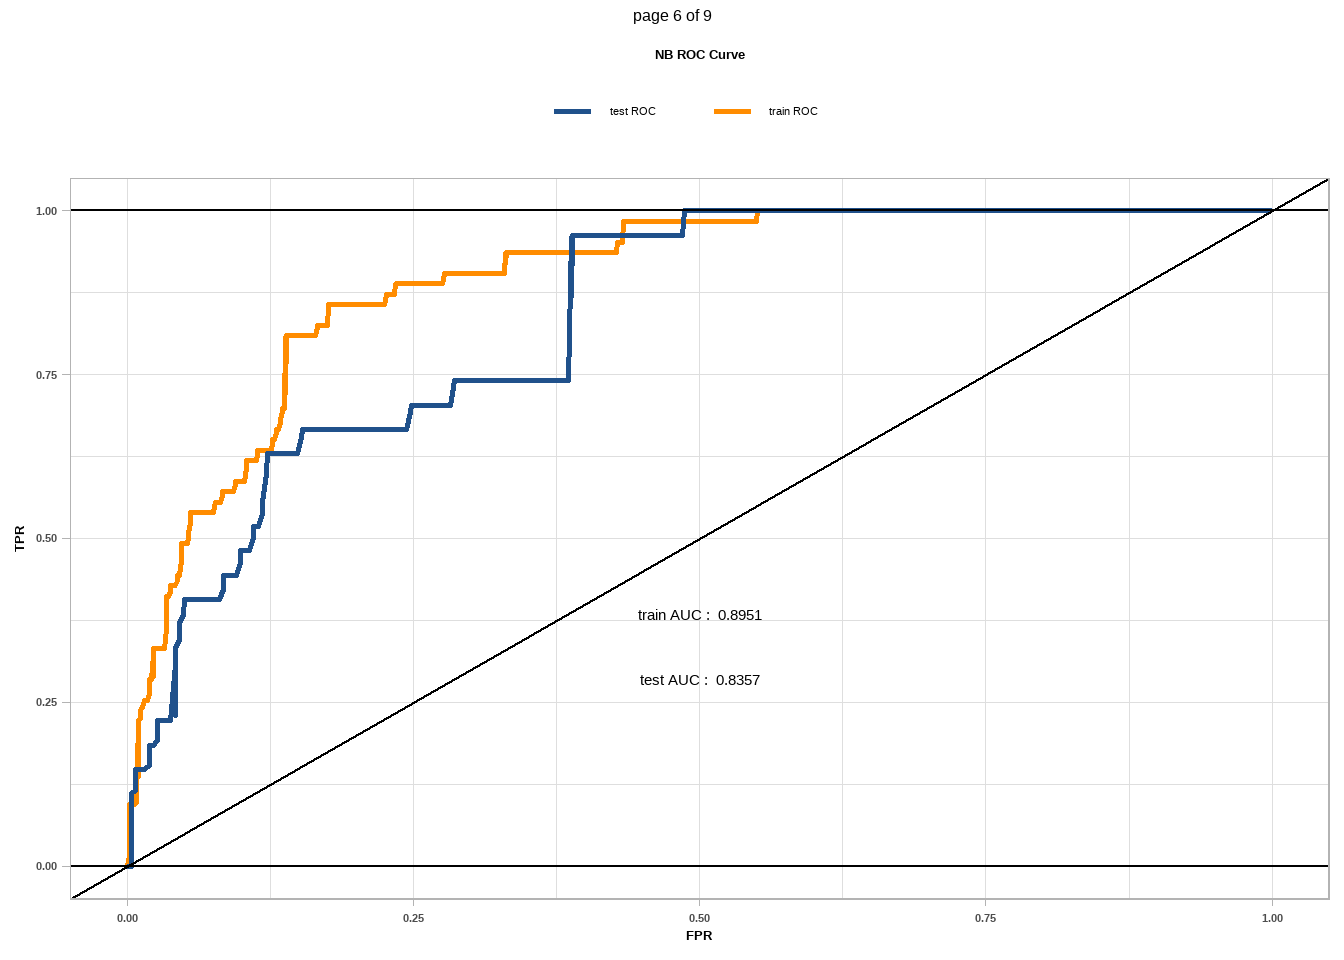 page 6 of 9
NB ROC Curve
test ROC
train ROC
1.00
0.75
0.50
0.25
0.00
TPR
train AUC : 0.8951
test AUC : 0.8357
0.00 0.25 0.50 0.75 1.00
FPR